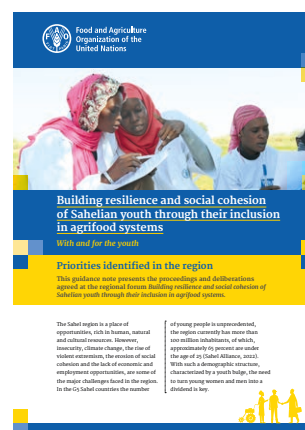 Food and Agriculture
Organization of the
United Nations
Building resilience and social cohesion
of Sahelian youth through their inclusion
in agrifood systems
With and for the youth
Priorities identified in the region
This guidance note presents the proceedings and deliberations
agreed at the regional forum Building resilience and social cohesion of
Sahelian youth through their inclusion in agrifood systems.
The Sahel region is a place of
opportunities, rich in human, natural
and cultural resources. However,
insecurity, climate change, the rise of
violent extremism, the erosion of social
cohesion and the lack of economic and
employment opportunities, are some of
the major challenges faced in the region.
In the G5 Sahel countries the number
of young people is unprecedented,
the region currently has more than
100 million inhabitants, of which,
approximately 65 percent are under
the age of 25 (Sahel Alliance, 2022).
With such a demographic structure,
characterized by a youth bulge, the need
to turn young women and men into a
dividend is key.